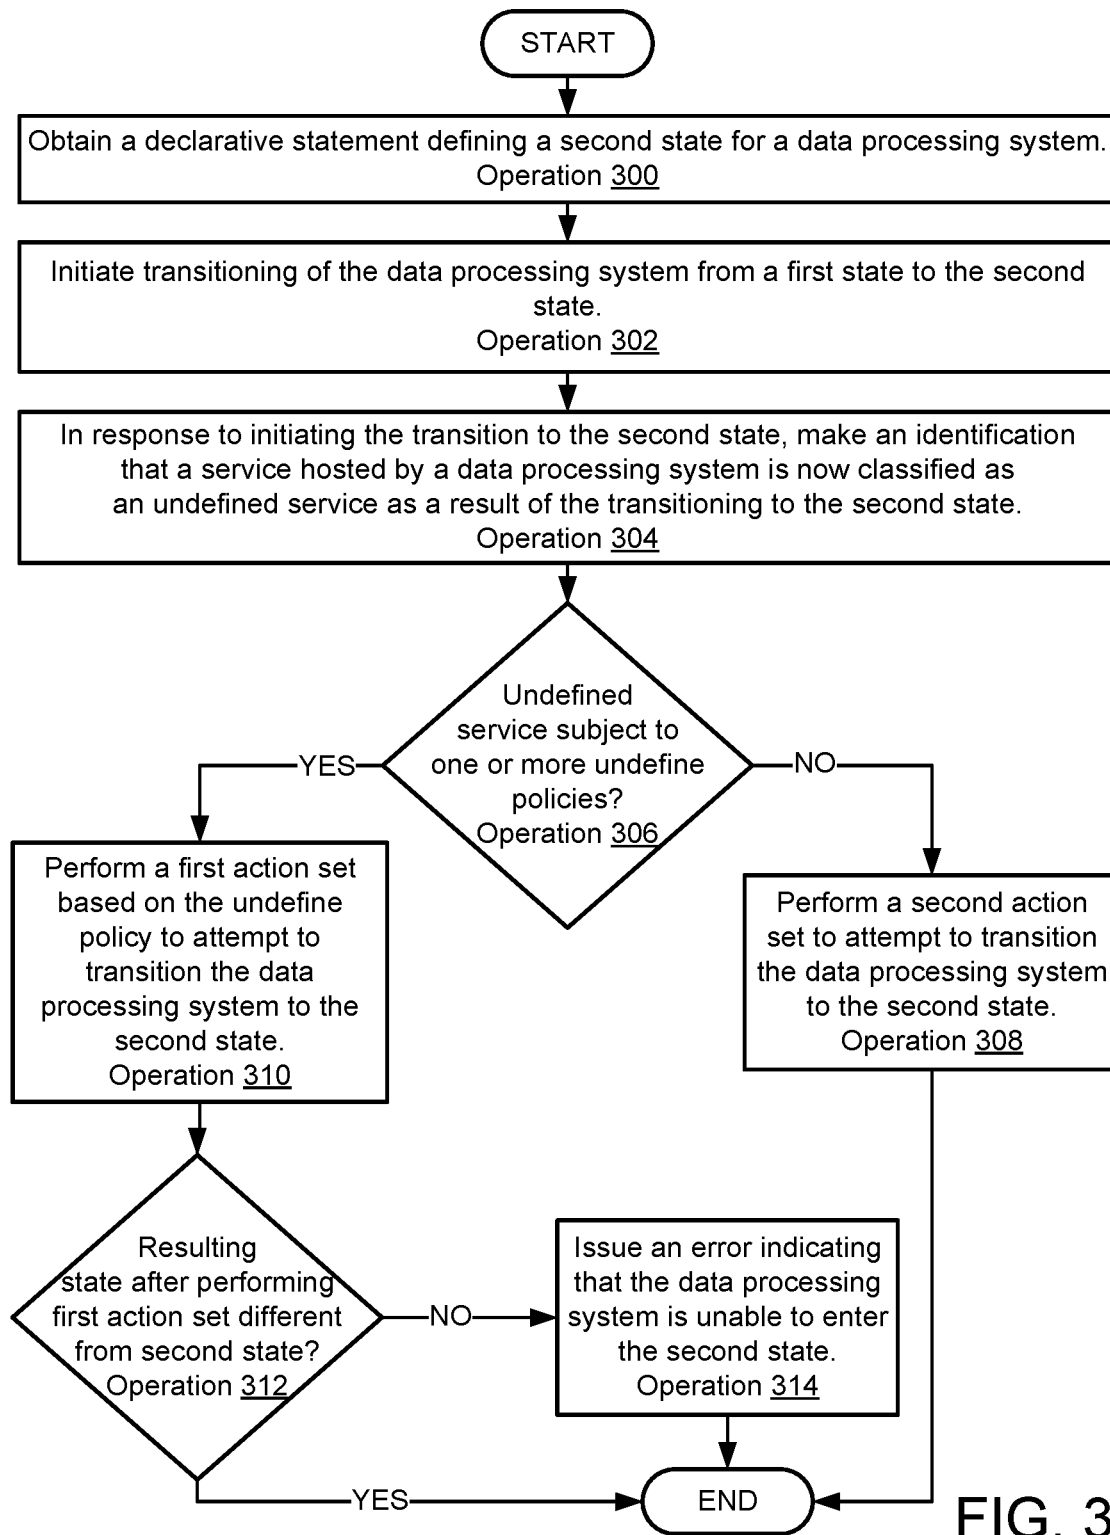 START
Obtain a declarative statement defining a second state for a data processing system.
Operation 300
Initiate transitioning of the data processing system from a first state to the second
state.
Operation 302
In response to initiating the transition to the second state, make an identification
that a service hosted by a data processing system is now classified as
an undefined service as a result of the transitioning to the second state.
Operation 304
Undefined
service subject to
one or more undefine
policies?
Operation 306
YES
NO
Perform a first action set
based on the undefine
policy to attempt to
transition the data
processing system to the
second state.
Operation 310
Perform a second action
set to attempt to transition
the data processing system
to the second state.
Operation 308
Resulting
state after performing
first action set different
from second state?
Operation 312
NO
Issue an error indicating
that the data processing
system is unable to enter
the second state.
Operation 314
YES
END
FIG. 3